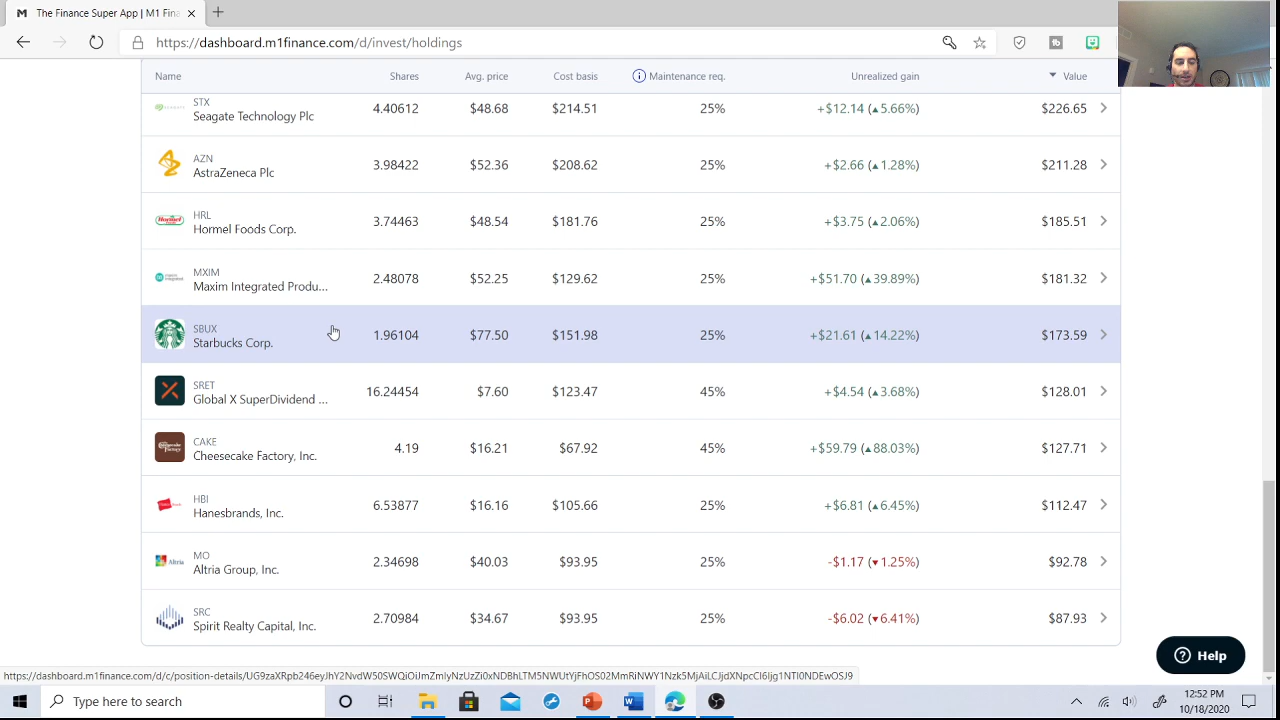 M The Finance Super App | M1 Fina
https://dashboard.m1finance.com/d/invest/holdings
Name Shares Avg. price Cost basis Maintenance req. Unrealized gain Value
STX
Seagate Technology Plc 4.40612 $48.68 $214.51 25% +$12.14 (▲5.66%) $226.65
AZN
AstraZeneca Plc 3.98422 $52.36 $208.62 25% +$2.66 (▲1.28%) $211.28
HRL
Hormel Foods Corp. 3.74463 $48.54 $181.76 25% +$3.75 (▲2.06%) $185.51
MXIM
Maxim Integrated Produ... 2.48078 $52.25 $129.62 25% +$51.70 (▲39.89%) $181.32
SBUX
Starbucks Corp. 1.96104 $77.50 $151.98 25% +$21.61 (▲14.22%) $173.59
SRET
Global X SuperDividend ... 16.24454 $7.60 $123.47 45% +$4.54 (▲3.68%) $128.01
CAKE
Cheesecake Factory, Inc. 4.19 $16.21 $67.92 45% +$59.79 (▲88.03%) $127.71
HBI
Hanesbrands, Inc. 6.53877 $16.16 $105.66 25% +$6.81 (▲6.45%) $112.47
MO
Altria Group, Inc. 2.34698 $40.03 $93.95 25% -$1.17 (▼1.25%) $92.78
SRC
Spirit Realty Capital, Inc. 2.70984 $34.67 $93.95 25% -$6.02 (▼6.41%) $87.93
Help
Type here to search
12:52 PM
10/18/2020